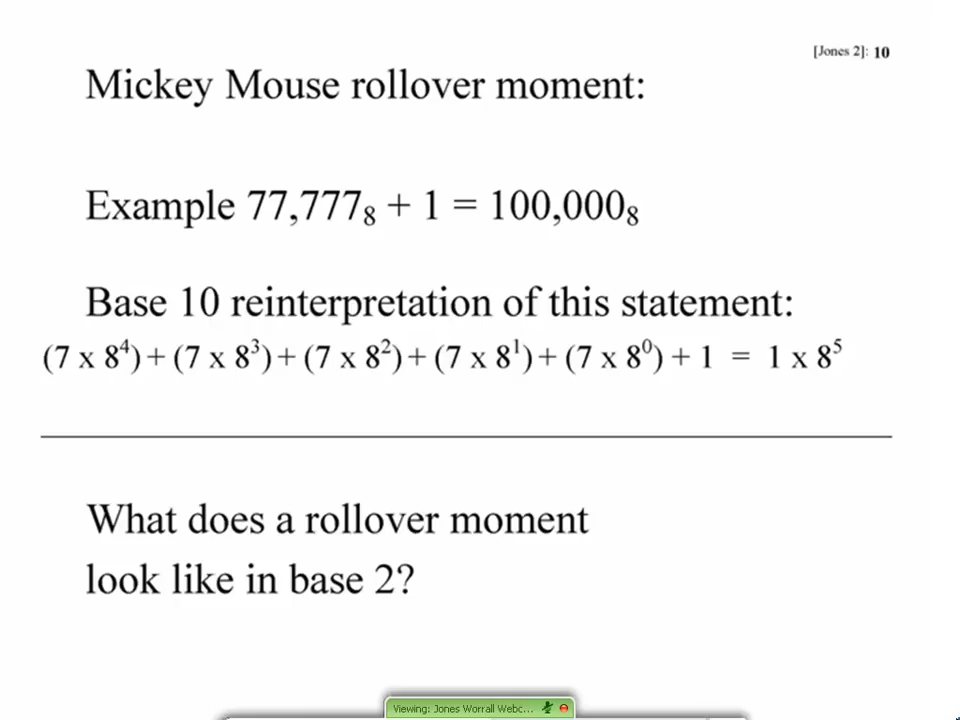 [Jones 2]: 10
Mickey Mouse rollover moment:
Example 77,777₈ + 1 = 100,000₈
Base 10 reinterpretation of this statement:
(7 x 8⁴) + (7 x 8³) + (7 x 8²) + (7 x 8¹) + (7 x 8⁰) + 1 = 1 x 8⁵
What does a rollover moment
look like in base 2?
Viewing: Jones Worrall Webc...